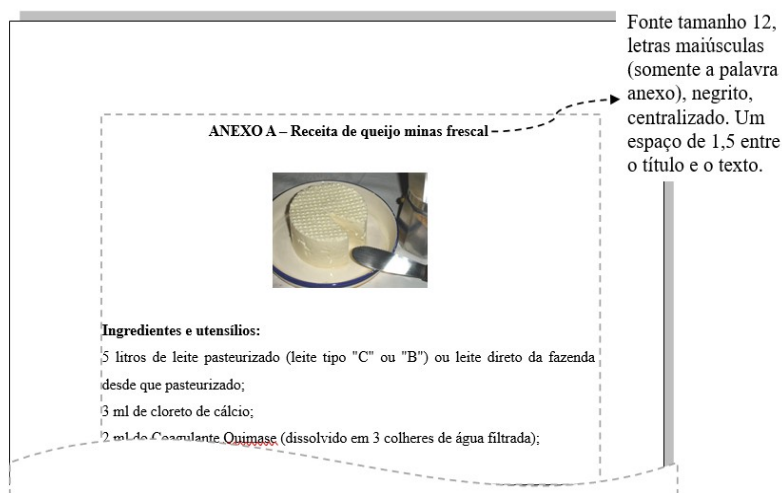 Fonte tamanho 12,
letras maiúsculas
(somente a palavra
anexo), negrito,
centralizado. Um
espaço de 1,5 entre
o título e o texto.
ANEXO A – Receita de queijo minas frescal
Ingredientes e utensílios:
5 litros de leite pasteurizado (leite tipo "C" ou "B") ou leite direto da fazenda
desde que pasteurizado;
3 ml de cloreto de cálcio;
2 ml do Coagulante Quimase (dissolvido em 3 colheres de água filtrada);